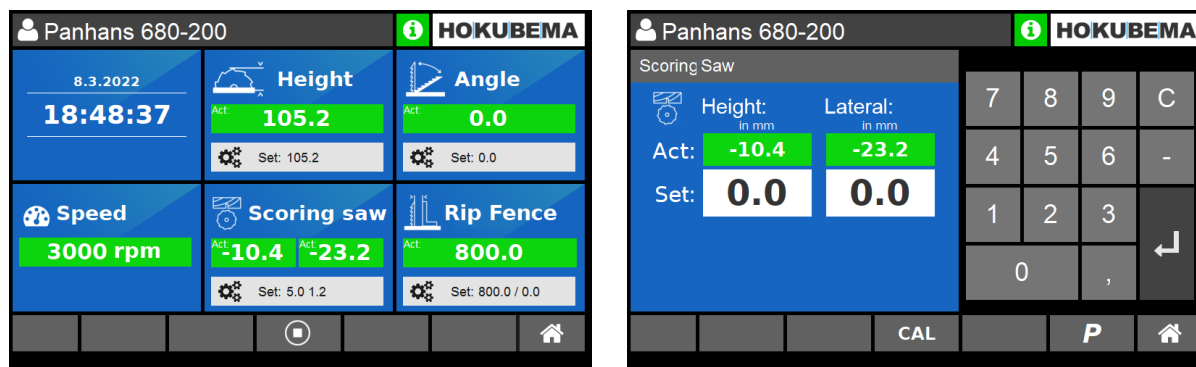 Panhans 680-200
i HOKUBEMA
8.3.2022
18:48:37
Height
Act: 105.2
Set: 105.2
Angle
Act: 0.0
Set: 0.0
Speed
3000 rpm
Scoring saw
Act: -10.4 Act: -23.2
Set: 5.0 1.2
Rip Fence
Act: 800.0
Set: 800.0 / 0.0
Panhans 680-200
i HOKUBEMA
Scoring Saw
Height: Lateral:
in mm in mm
Act: -10.4 -23.2
Set: 0.0 0.0
7 8 9 C
4 5 6 -
1 2 3
0 ,
CAL P